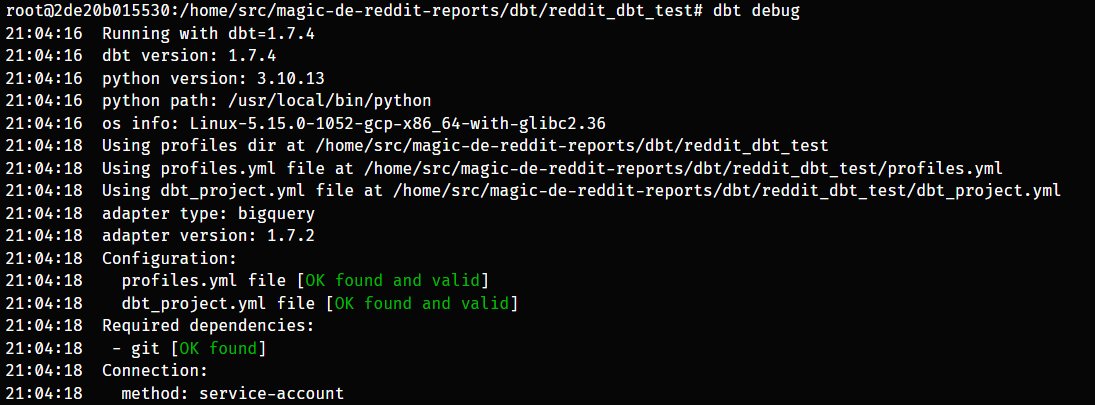 root@2de20b015530:/home/src/magic-de-reddit-reports/dbt/reddit_dbt_test# dbt debug
21:04:16  Running with dbt=1.7.4
21:04:16  dbt version: 1.7.4
21:04:16  python version: 3.10.13
21:04:16  python path: /usr/local/bin/python
21:04:16  os info: Linux-5.15.0-1052-gcp-x86_64-with-glibc2.36
21:04:18  Using profiles dir at /home/src/magic-de-reddit-reports/dbt/reddit_dbt_test
21:04:18  Using profiles.yml file at /home/src/magic-de-reddit-reports/dbt/reddit_dbt_test/profiles.yml
21:04:18  Using dbt_project.yml file at /home/src/magic-de-reddit-reports/dbt/reddit_dbt_test/dbt_project.yml
21:04:18  adapter type: bigquery
21:04:18  adapter version: 1.7.2
21:04:18  Configuration:
21:04:18    profiles.yml file [OK found and valid]
21:04:18    dbt_project.yml file [OK found and valid]
21:04:18  Required dependencies:
21:04:18   - git [OK found]
21:04:18  Connection:
21:04:18    method: service-account